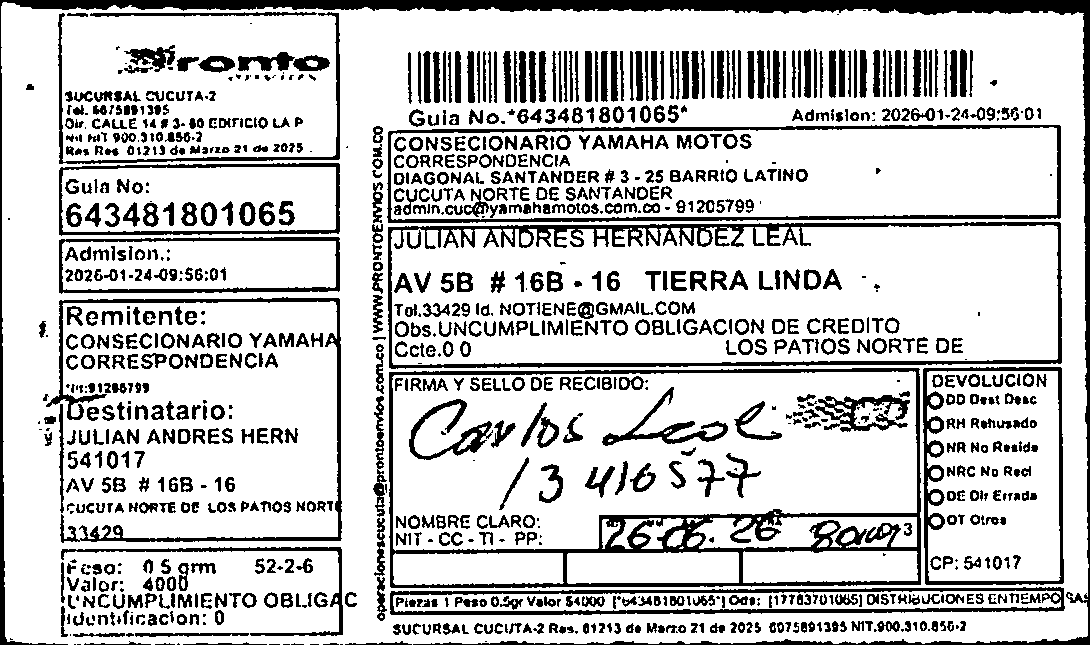 Pronto
SUCURSAL CUCUTA-2
Tel. 6075891395
Dir. CALLE 14 # 3- 80 EDIFICIO LA P
Nit NIT 900.310.856-2
Res Res 01213 de Marzo 21 de 2025
Guia No:
643481801065
Admision.:
2026-01-24-09:56:01
Remitente:
CONSECIONARIO YAMAHA
CORRESPONDENCIA
Destinatario:
JULIAN ANDRES HERN
541017
AV 5B # 16B - 16
CUCUTA NORTE DE LOS PATIOS NORTE
33429
Peso: 0.5 grm 52-2-6
Valor: 4000
UNCUMPLIMIENTO OBLIGAC
Identificacion: 0
operacionescucuta@prontoenvios.com.co | WWW.PRONTOENVIOS.COM.CO
Guia No.*643481801065* Admision: 2026-01-24-09:56:01
CONSECIONARIO YAMAHA MOTOS
CORRESPONDENCIA
DIAGONAL SANTANDER # 3 - 25 BARRIO LATINO
CUCUTA NORTE DE SANTANDER
admin.cuc@yamahamotos.com.co - 91205799
JULIAN ANDRES HERNANDEZ LEAL
AV 5B # 16B - 16 TIERRA LINDA
Tel.33429 Id. NOTIENE@GMAIL.COM
Obs.UNCUMPLIMIENTO OBLIGACION DE CREDITO
Ccte.0 0 LOS PATIOS NORTE DE
FIRMA Y SELLO DE RECIBIDO:
Carlos Leal
13 416 577
NOMBRE CLARO:
NIT - CC - TI - PP:
DEVOLUCION
DD Dest Desc
RH Rehusado
NR No Reside
NRC No Recl
DE Dir Errada
OT Otros
CP: 541017
Piezas 1 Peso 0.5gr Valor $4000 [*643481801065*] Ods: [17783701065] DISTRIBUCIONES ENTIEMPO SAS
SUCURSAL CUCUTA-2 Res. 01213 de Marzo 21 de 2025 6075891395 NIT.900.310.856-2